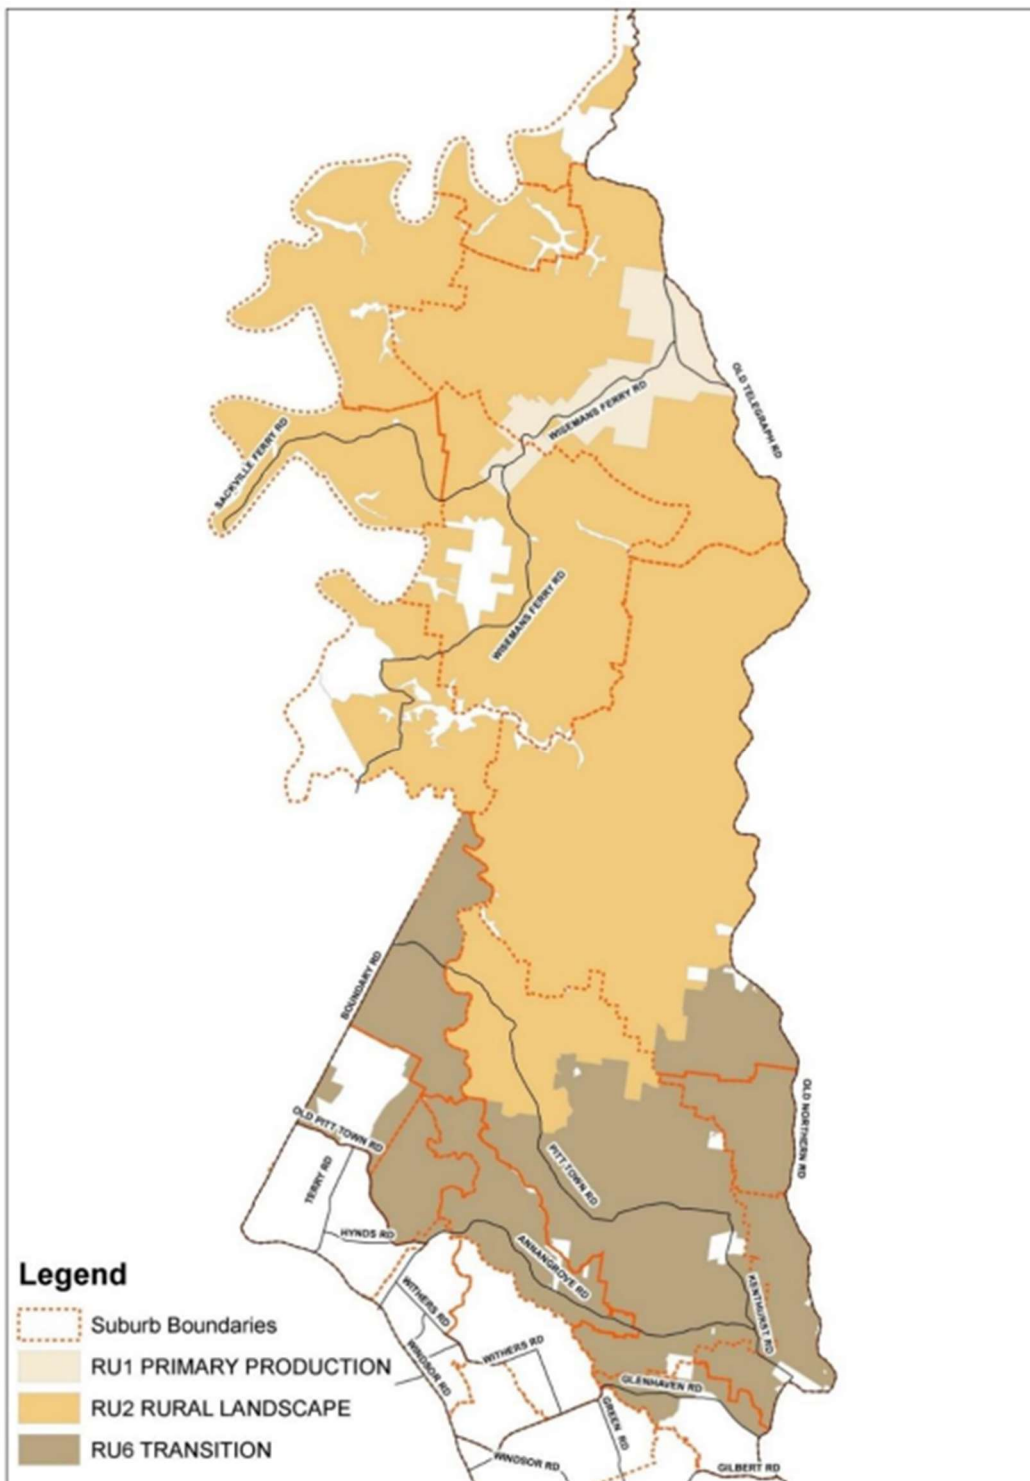 OLD TELEGRAPH RD
WISEMANS FERRY RD
SACKVILLE FERRY RD
WISEMANS FERRY RD
BOUNDARY RD
OLD PITT TOWN RD
OLD NORTHERN RD
TERRY RD
PITT TOWN RD
HYNDS RD
ANNANGROVE RD
WITHERS RD
KENTHURST RD
WINDSOR RD
WITHERS RD
GLENHAVEN RD
GREEN RD
WINDSOR RD
GILBERT RD
Legend
Suburb Boundaries
RU1 PRIMARY PRODUCTION
RU2 RURAL LANDSCAPE
RU6 TRANSITION